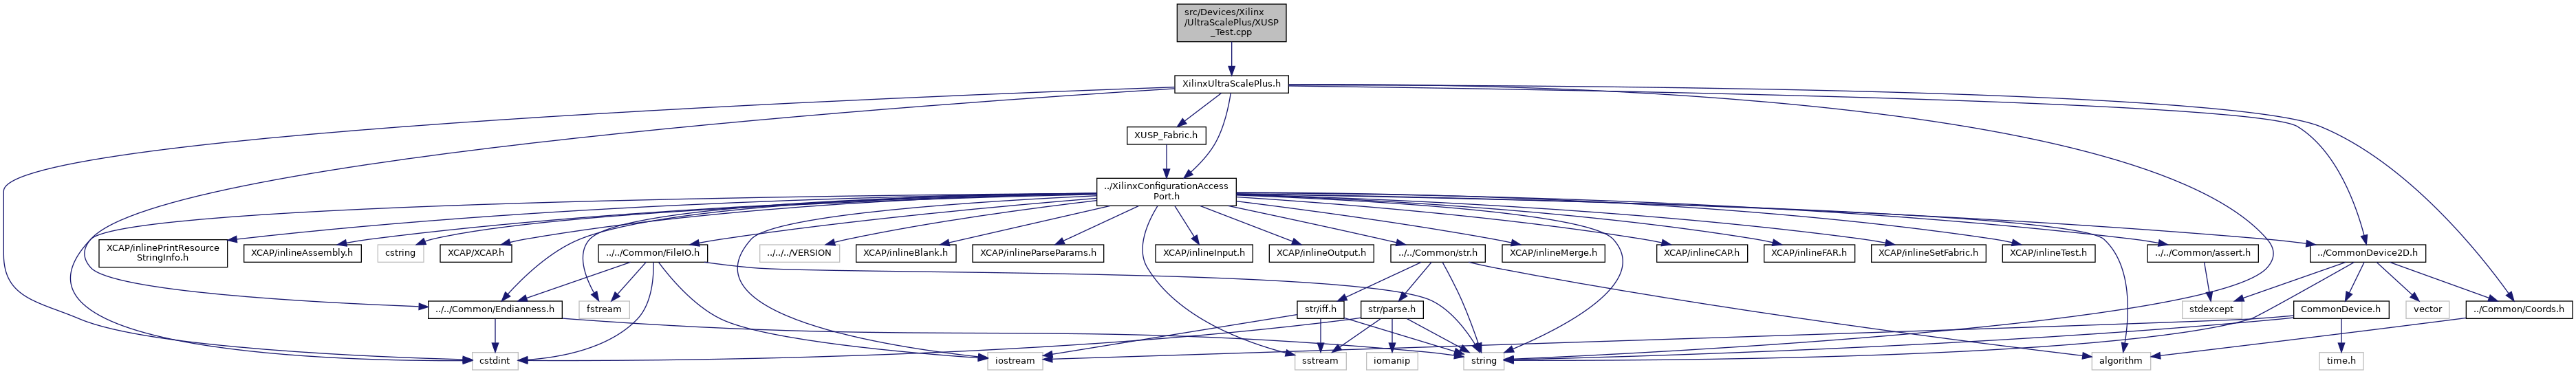 src/Devices/Xilinx
/UltraScalePlus/XUSP
_Test.cpp
XilinxUltraScalePlus.h
XUSP_Fabric.h
../XilinxConfigurationAccess
Port.h
XCAP/inlinePrintResource
StringInfo.h
XCAP/inlineAssembly.h
cstring
XCAP/XCAP.h
../../Common/FileIO.h
../../../VERSION
XCAP/inlineBlank.h
XCAP/inlineParseParams.h
XCAP/inlineInput.h
XCAP/inlineOutput.h
../../Common/str.h
XCAP/inlineMerge.h
XCAP/inlineCAP.h
XCAP/inlineFAR.h
XCAP/inlineSetFabric.h
XCAP/inlineTest.h
../../Common/assert.h
../CommonDevice2D.h
../../Common/Endianness.h
fstream
str/iff.h
str/parse.h
stdexcept
CommonDevice.h
vector
../Common/Coords.h
cstdint
iostream
sstream
iomanip
string
algorithm
time.h